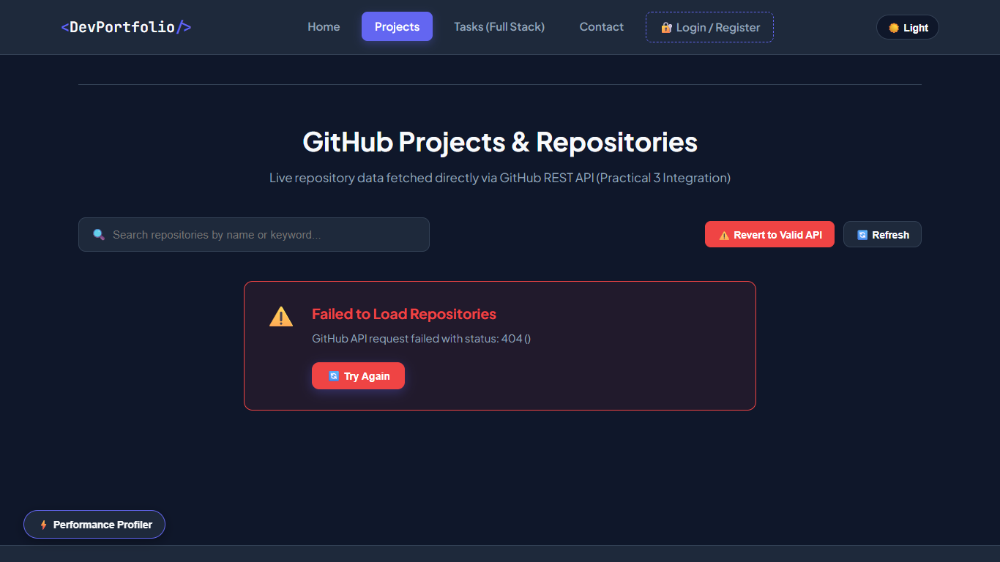 <DevPortfolio/>
Home
Projects
Tasks (Full Stack)
Contact
Login / Register
Light
GitHub Projects & Repositories
Live repository data fetched directly via GitHub REST API (Practical 3 Integration)
Search repositories by name or keyword...
Revert to Valid API
Refresh
Failed to Load Repositories
GitHub API request failed with status: 404 ()
Try Again
Performance Profiler